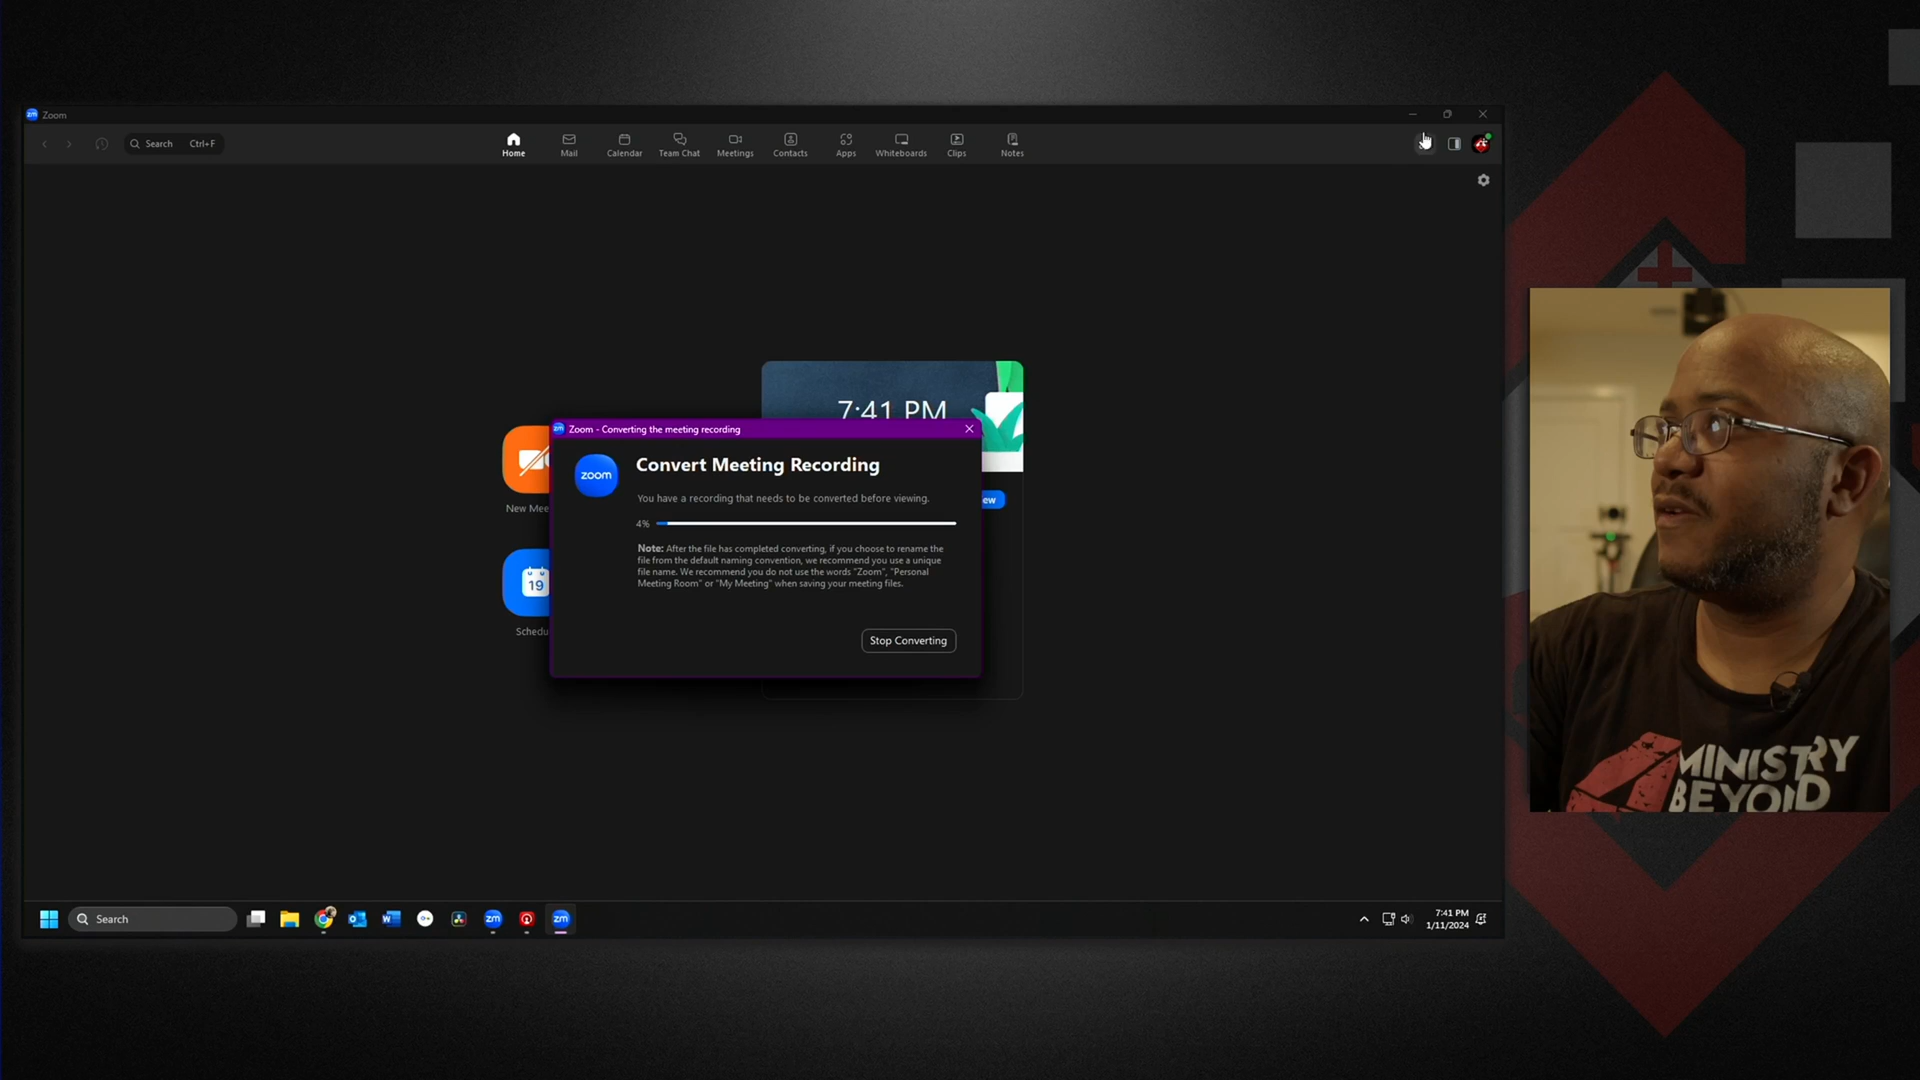 Zoom
Search Ctrl+F
Home
Mail
Calendar
Team Chat
Meetings
Contacts
Apps
Whiteboards
Clips
Notes
7:41 PM
New Mee
Schedu
19
ew
Zoom - Converting the meeting recording
zoom
Convert Meeting Recording
You have a recording that needs to be converted before viewing.
4%
Note: After the file has completed converting, if you choose to rename the
file from the default naming convention, we recommend you use a unique
file name. We recommend you do not use the words "Zoom", "Personal
Meeting Room" or "My Meeting" when saving your meeting files.
Stop Converting
MINISTRY
BEYOND
Search
zm
zm
7:41 PM
1/11/2024